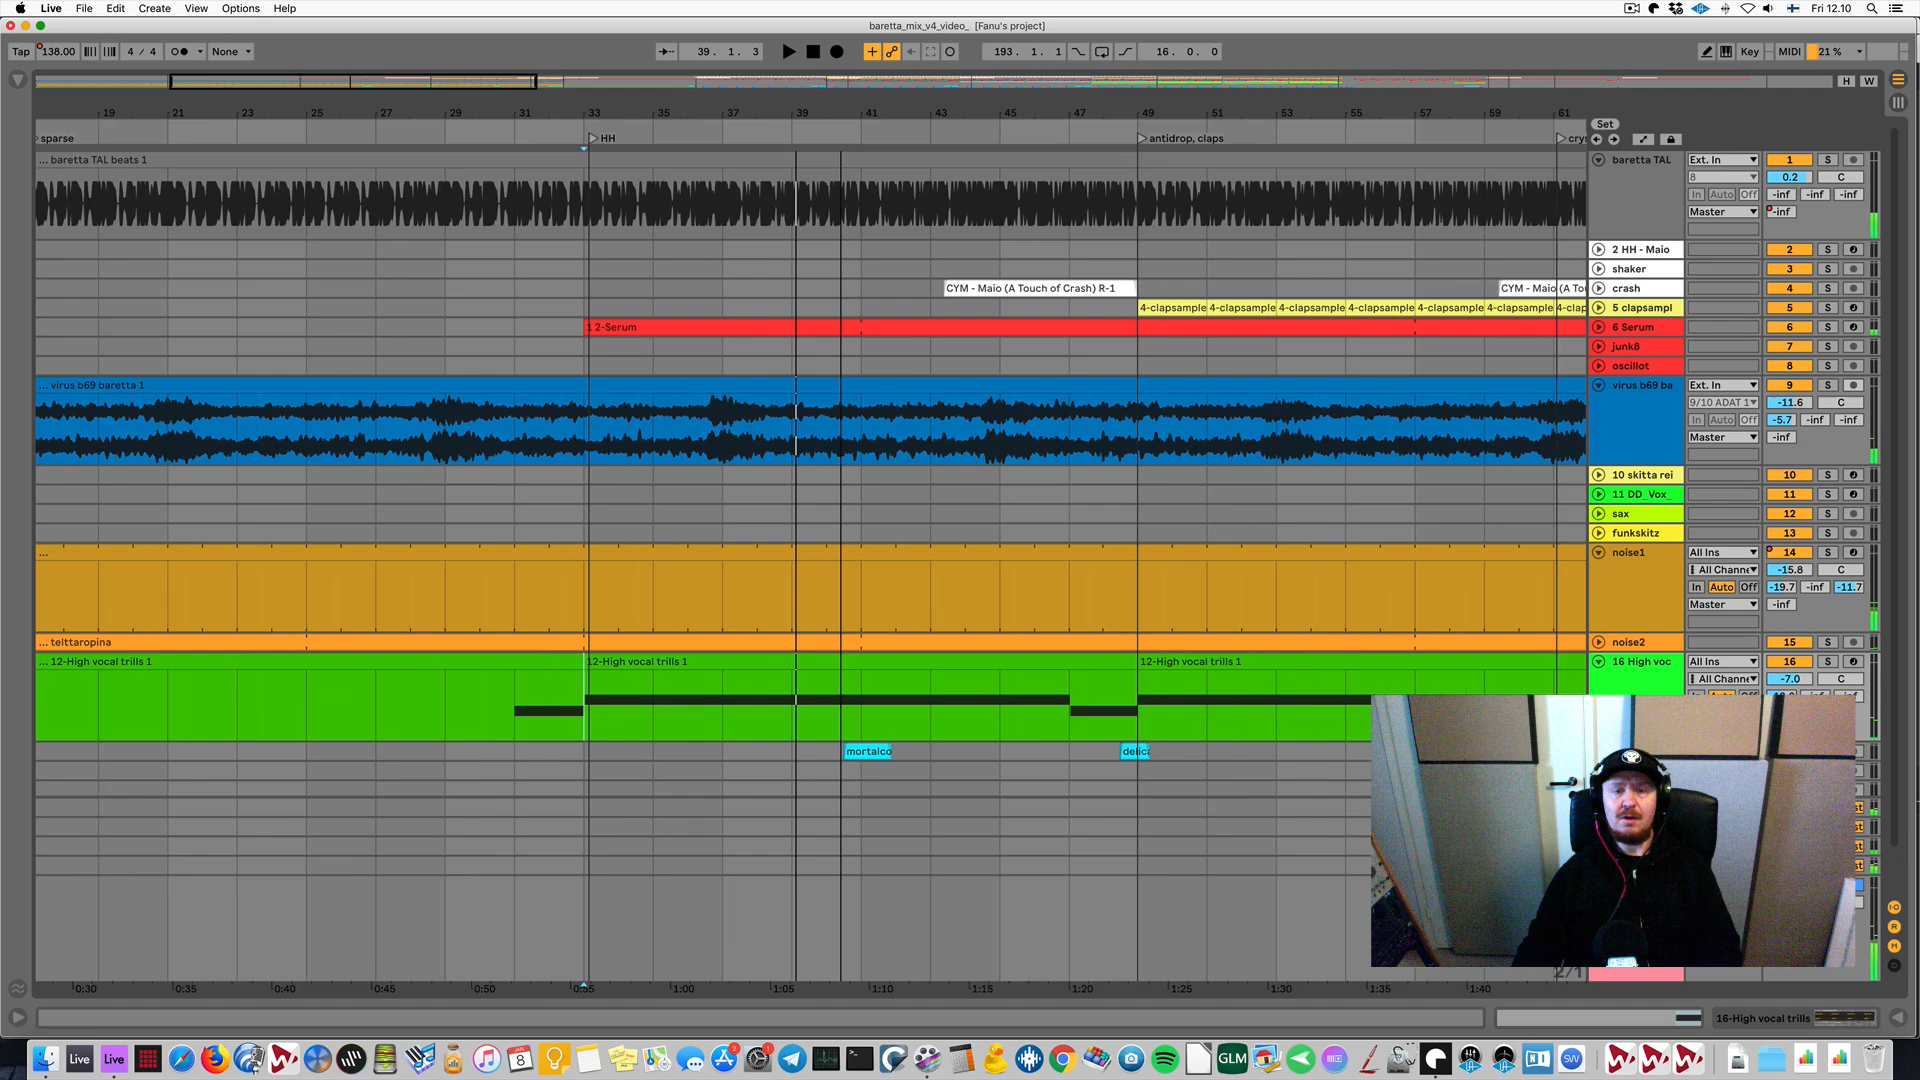 Live File Edit Create View Options Help Fri 12.10
baretta_mix_v4_video_ [Fanu's project]
Tap 138.00 4 / 4 None 39. 1. 3 193. 1. 1 16. 0. 0 Key MIDI 21 %
H W
19 21 23 25 27 29 31 33 35 37 39 41 43 45 47 49 51 53 55 57 59 61
Set
sparse HH antidrop, claps crys
... baretta TAL beats 1
baretta TAL Ext. In 1 S
8 0.2 C
In Auto Off -inf -inf -inf
Master -inf
2 HH - Maio 2 S
shaker 3 S
CYM - Maio (A Touch of Crash) R-1 CYM - Maio (A To crash 4 S
4-clapsample 4-clapsample 4-clapsample 4-clapsample 4-clapsample 4-clapsample 4-clap 5 clapsampl 5 S
1 2-Serum 6 Serum 6 S
junk8 7 S
oscillot 8 S
... virus b69 baretta 1 virus b69 ba Ext. In 9 S
9/10 ADAT 1 -11.6 C
In Auto Off -5.7 -inf -inf
Master -inf
10 skitta rei 10 S
11 DD_Vox_ 11 S
sax 12 S
funkskitz 13 S
... noise1 All Ins 14 S
All Channe -15.8 C
In Auto Off -19.7 -inf -11.7
Master -inf
... telttaropina noise2 15 S
... 12-High vocal trills 1 12-High vocal trills 1 12-High vocal trills 1 16 High voc All Ins 16 S
All Channe -7.0 C
mortalco delica
2/1
0:30 0:35 0:40 0:45 0:50 0:55 1:00 1:05 1:10 1:15 1:20 1:25 1:30 1:35 1:40
16-High vocal trills
Live Live 8 2 1 GLM SW